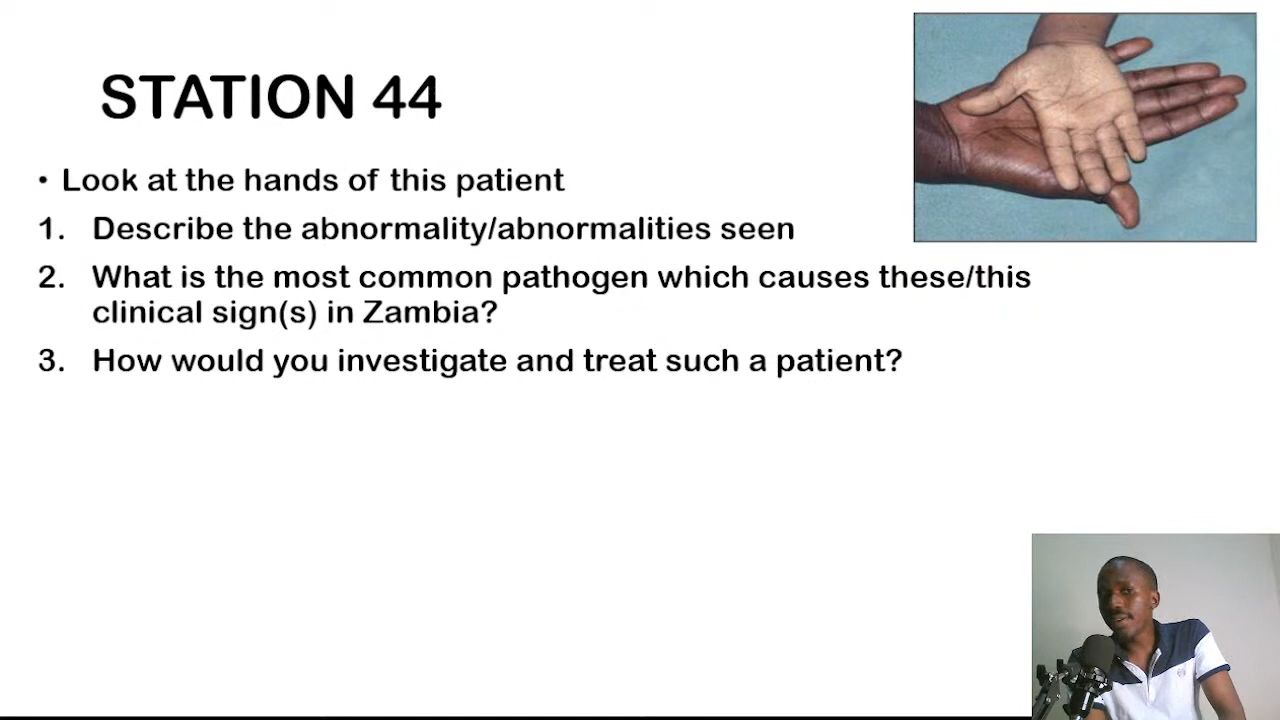 STATION 44
• Look at the hands of this patient
1. Describe the abnormality/abnormalities seen
2. What is the most common pathogen which causes these/this
clinical sign(s) in Zambia?
3. How would you investigate and treat such a patient?